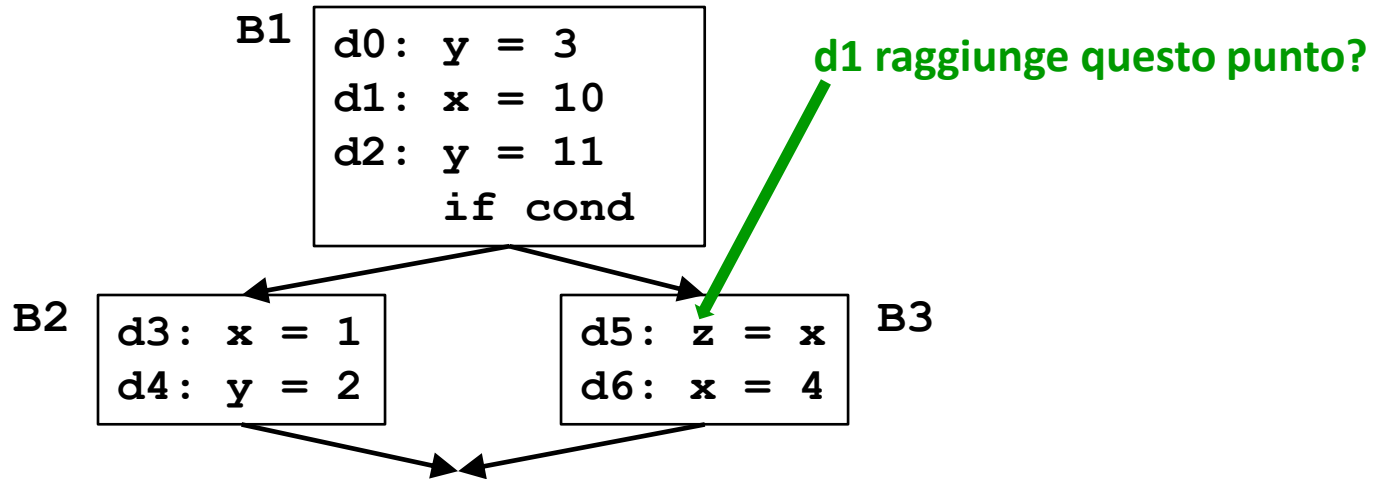 B1
d0: y = 3
d1: x = 10
d2: y = 11
if cond
d1 raggiunge questo punto?
B2
d3: x = 1
d4: y = 2
d5: z = x
d6: x = 4
B3